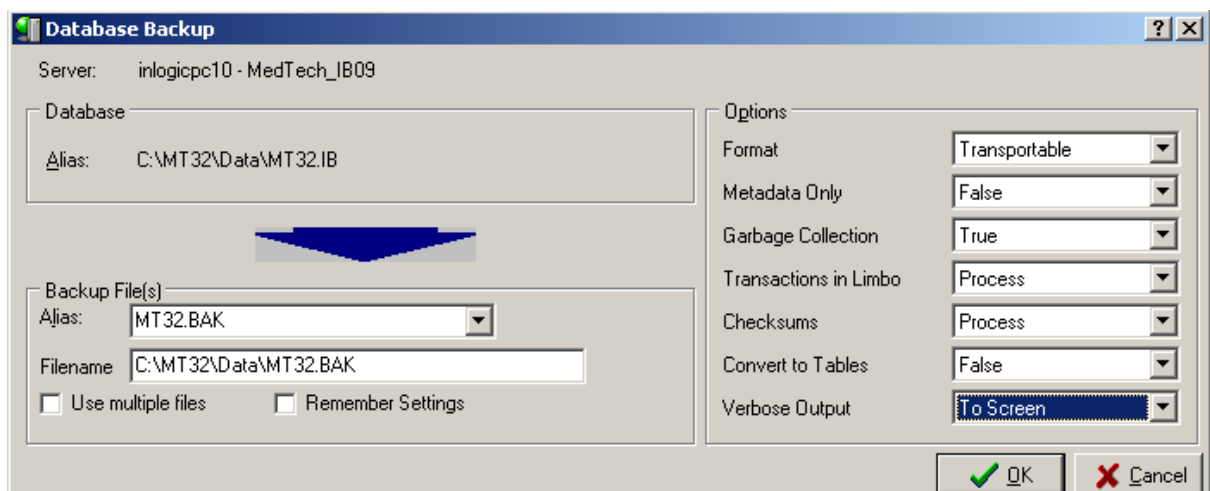 Database Backup
Server: inlogicpc10 - MedTech_IB09
Database
Alias: C:\MT32\Data\MT32.IB
Backup File(s)
Alias: MT32.BAK
Filename C:\MT32\Data\MT32.BAK
Use multiple files Remember Settings
Options
Format Transportable
Metadata Only False
Garbage Collection True
Transactions in Limbo Process
Checksums Process
Convert to Tables False
Verbose Output To Screen
OK Cancel